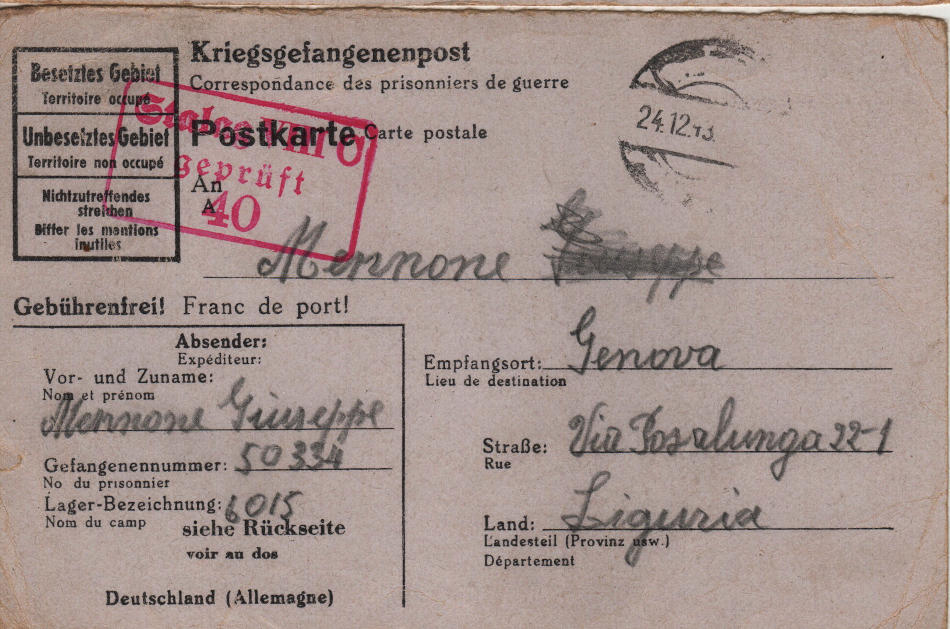 Besetztes Gebiet
Territoire occupé
Unbesetztes Gebiet
Territoire non occupé
Nichtzutreffendes
streichen
Biffer les mentions
inutiles
Kriegsgefangenenpost
Correspondance des prisonniers de guerre
Postkarte Carte postale
Stalag VIII C
geprüft
40
24.12.43
An
A
Mennone Giuseppe
Gebührenfrei! Franc de port!
Absender:
Expéditeur:
Vor- und Zuname:
Nom et prénom
Mennone Giuseppe
Gefangenennummer: 50334
No du prisonnier
Lager-Bezeichnung: 6015
Nom du camp
siehe Rückseite
voir au dos
Deutschland (Allemagne)
Empfangsort: Genova
Lieu de destination
Straße: Via Posalunga 22-1
Rue
Land: Liguria
Landesteil (Provinz usw.)
Département